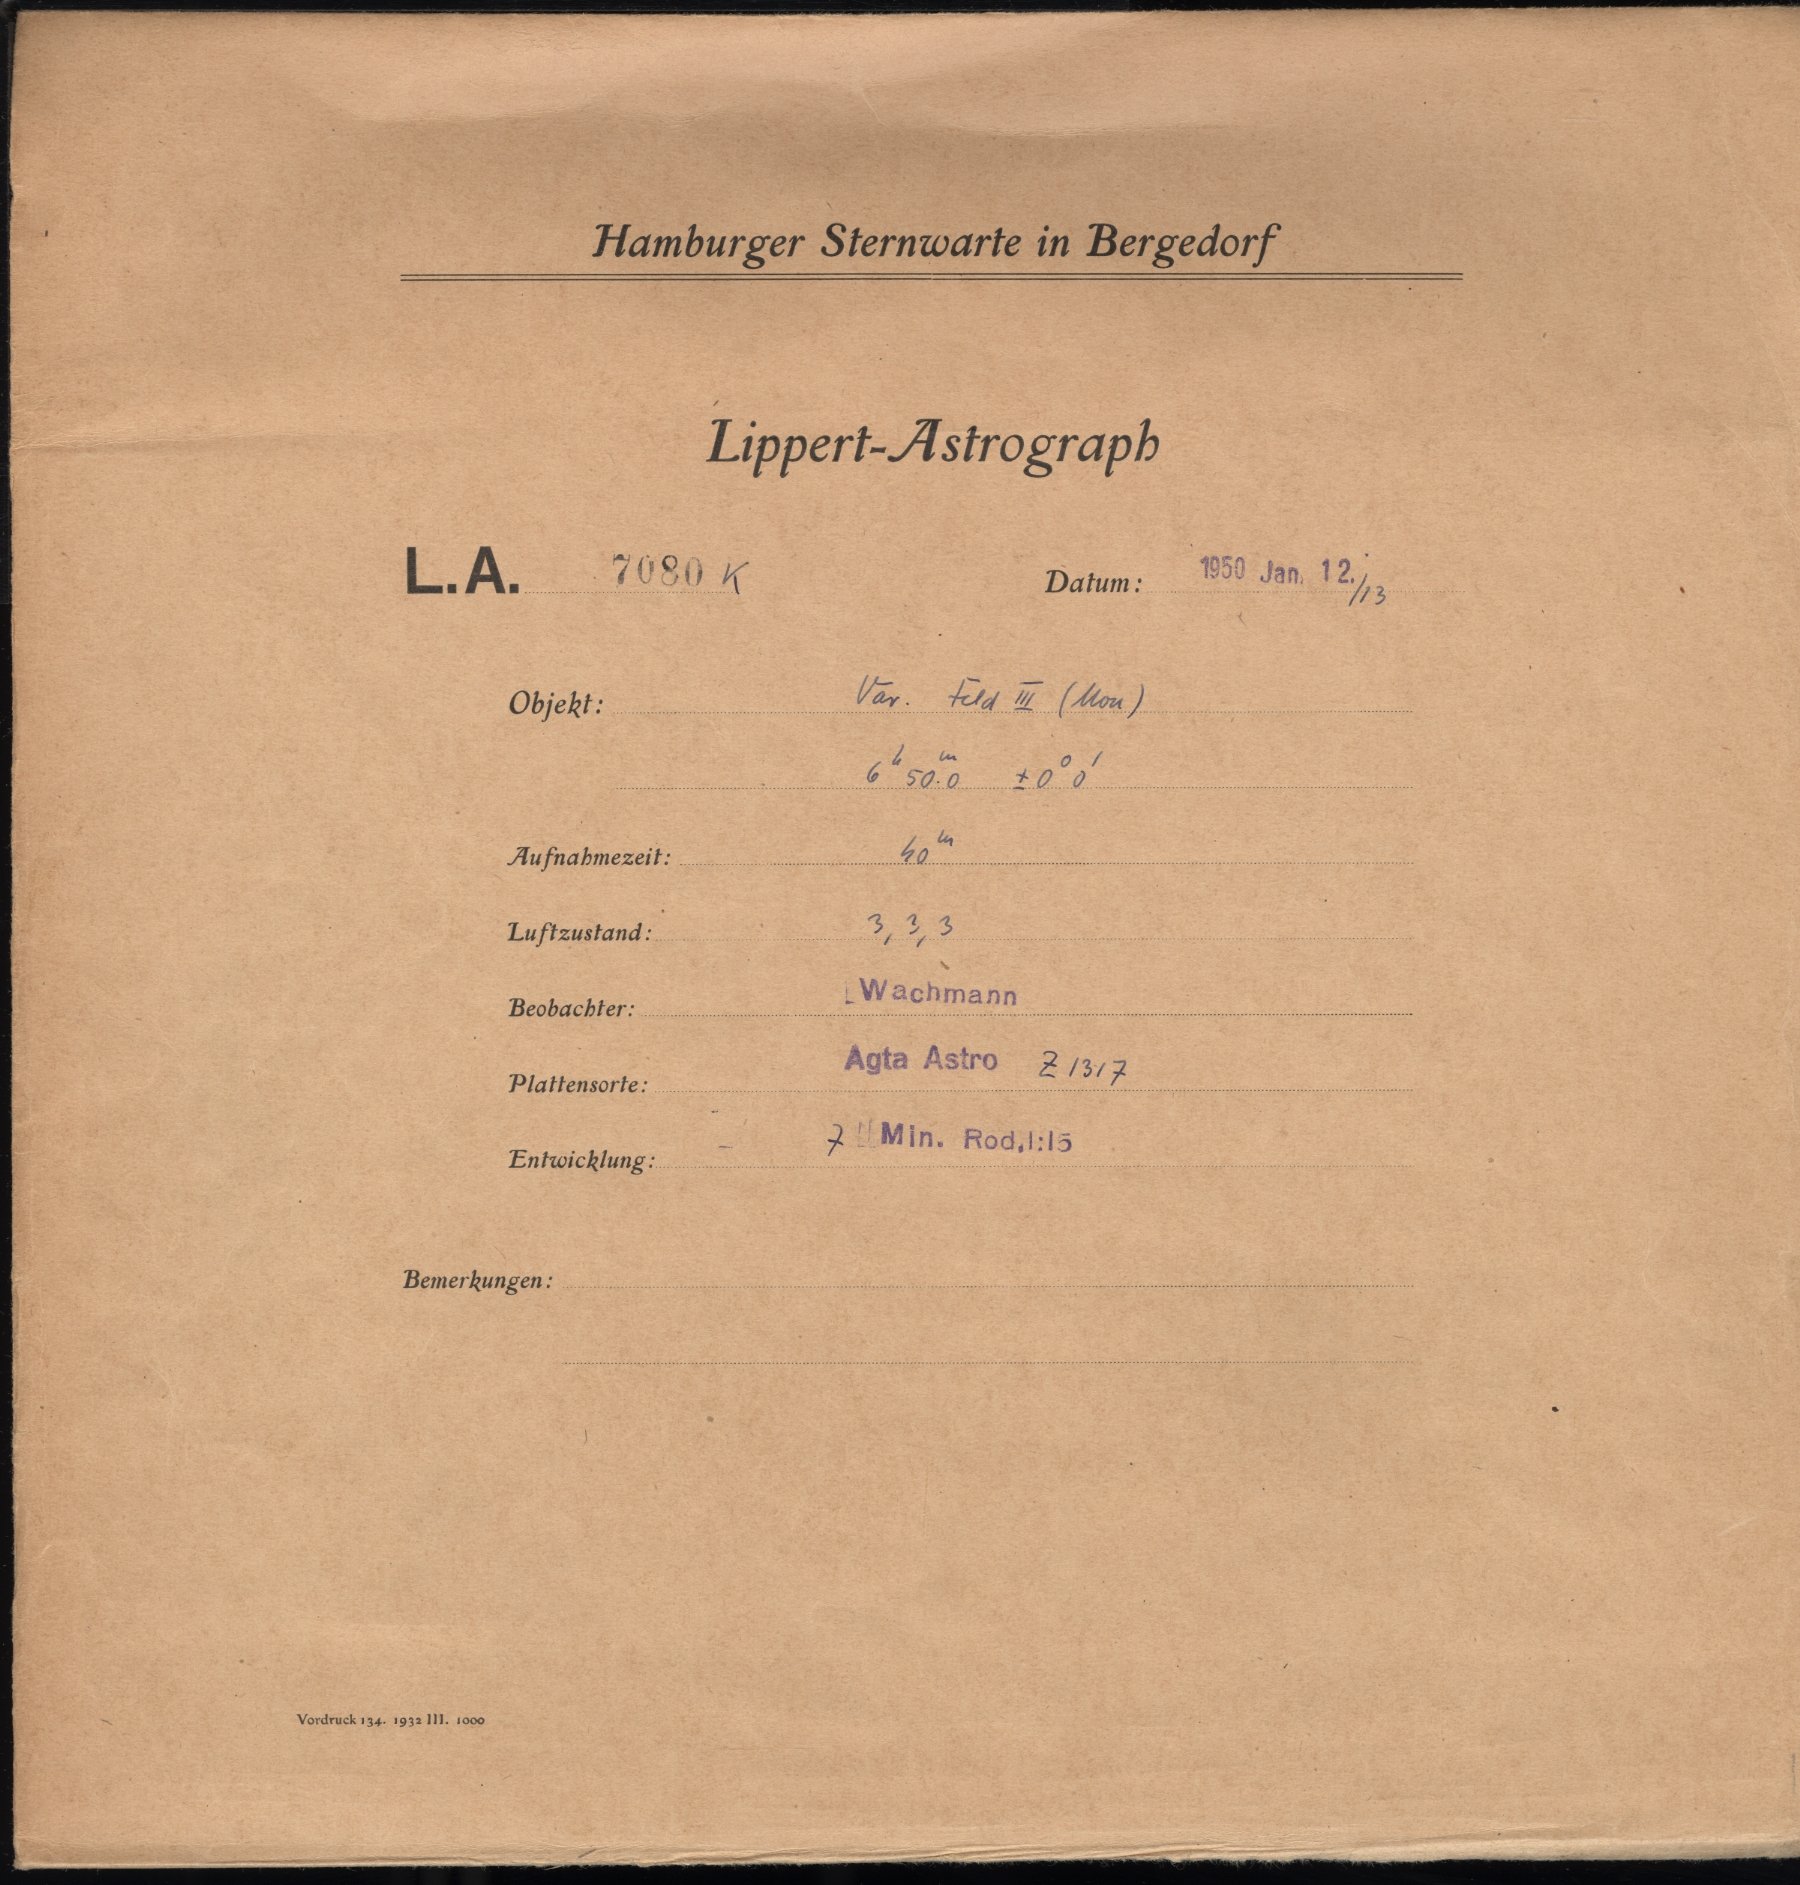 Hamburger Sternwarte in Bergedorf
Lippert-Astrograph
L.A. 7080 K Datum: 1950 Jan. 12./13
Objekt: Var. Feld III (Mon)
6ʰ 50ᵐ.0 ±0° 0'
Aufnahmezeit: 40ᵐ
Luftzustand: 3, 3, 3
Beobachter: Wachmann
Plattensorte: Agfa Astro Z 1317
Entwicklung: 7 Min. Rod. 1:15
Bemerkungen:
Vordruck 134. 1932 III. 1000